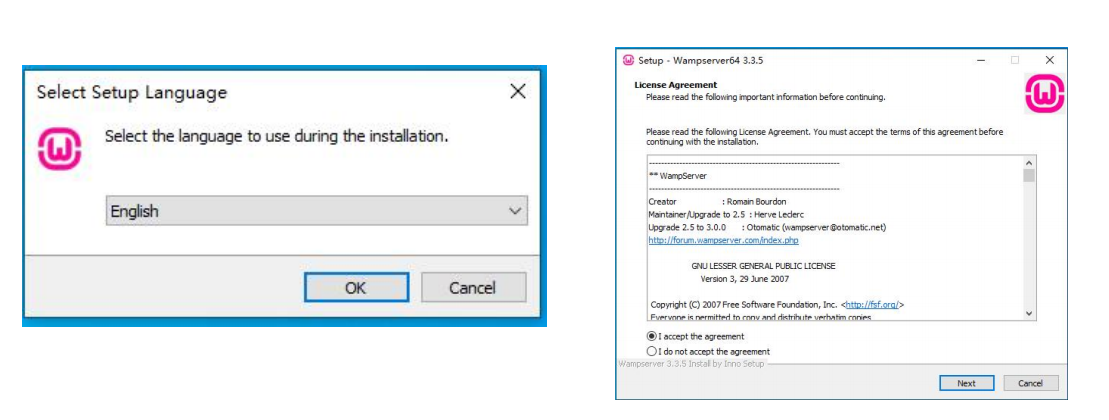 Select Setup Language
Select the language to use during the installation.
English
OK
Cancel
Setup - Wampserver64 3.3.5
License Agreement
Please read the following important information before continuing.
Please read the following License Agreement. You must accept the terms of this agreement before
continuing with the installation.
------------------------------------------------------------
** WampServer
------------------------------------------------------------
Creator : Romain Bourdon
Maintainer/Upgrade to 2.5 : Herve Leclerc
Upgrade 2.5 to 3.0.0 : Otomatic (wampserver@otomatic.net)
http://forum.wampserver.com/index.php
GNU LESSER GENERAL PUBLIC LICENSE
Version 3, 29 June 2007
Copyright (C) 2007 Free Software Foundation, Inc. <http://fsf.org/>
Everyone is permitted to copy and distribute verbatim copies
I accept the agreement
I do not accept the agreement
Wampserver 3.3.5 Install by Inno Setup
Next
Cancel